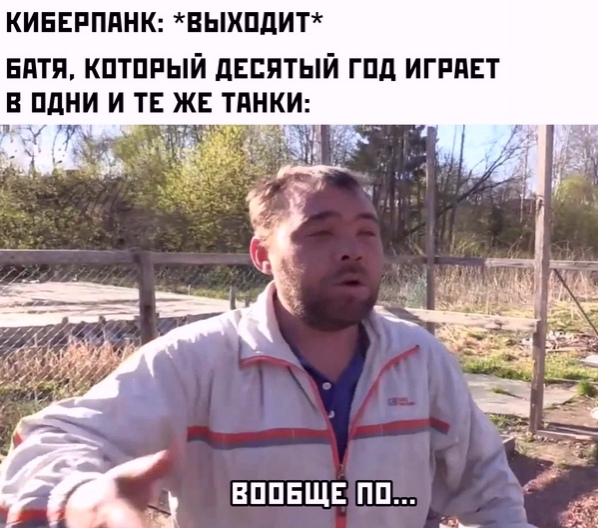 КИБЕРПАНК: *ВЫХОДИТ*
БАТЯ, КОТОРЫЙ ДЕСЯТЫЙ ГОД ИГРАЕТ
В ОДНИ И ТЕ ЖЕ ТАНКИ:
ВООБЩЕ ПО...